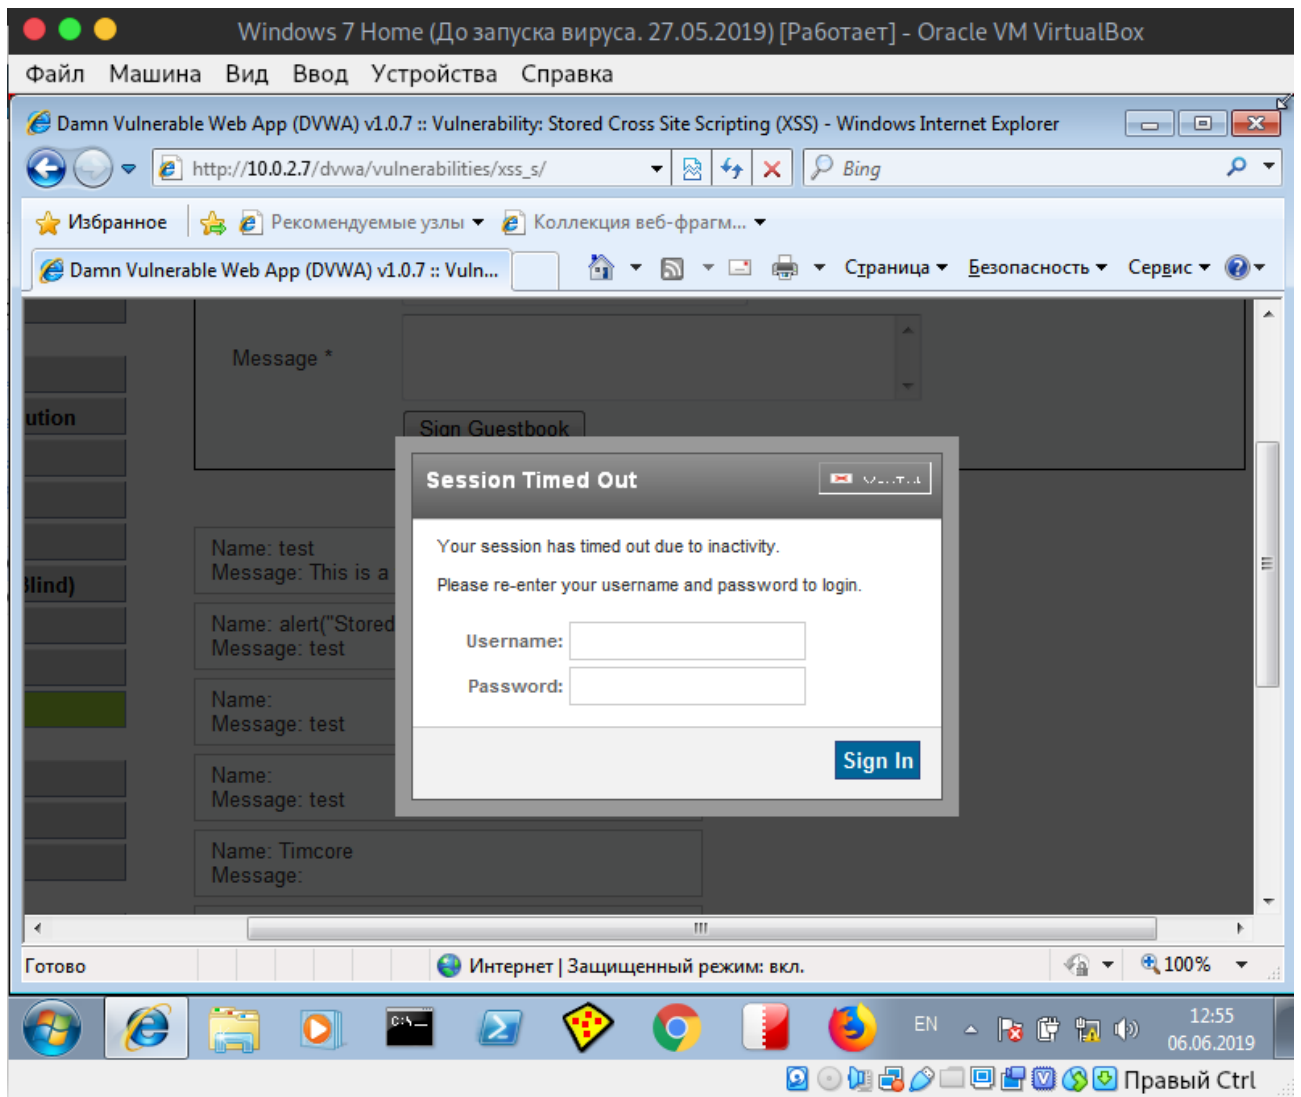 Windows 7 Home (До запуска вируса. 27.05.2019) [Работает] - Oracle VM VirtualBox
Файл Машина Вид Ввод Устройства Справка
Damn Vulnerable Web App (DVWA) v1.0.7 :: Vulnerability: Stored Cross Site Scripting (XSS) - Windows Internet Explorer
http://10.0.2.7/dvwa/vulnerabilities/xss_s/ Bing
Избранное Рекомендуемые узлы Коллекция веб-фрагм...
Damn Vulnerable Web App (DVWA) v1.0.7 :: Vuln... Страница Безопасность Сервис
Message *
ution
Sign Guestbook
Session Timed Out
Your session has timed out due to inactivity.
Please re-enter your username and password to login.
Username:
Password:
Sign In
Name: test
Message: This is a
lind)
Name: alert("Stored
Message: test
Name:
Message: test
Name:
Message: test
Name: Timcore
Message:
Готово Интернет | Защищенный режим: вкл. 100%
C:\ EN 12:55
06.06.2019
Правый Ctrl